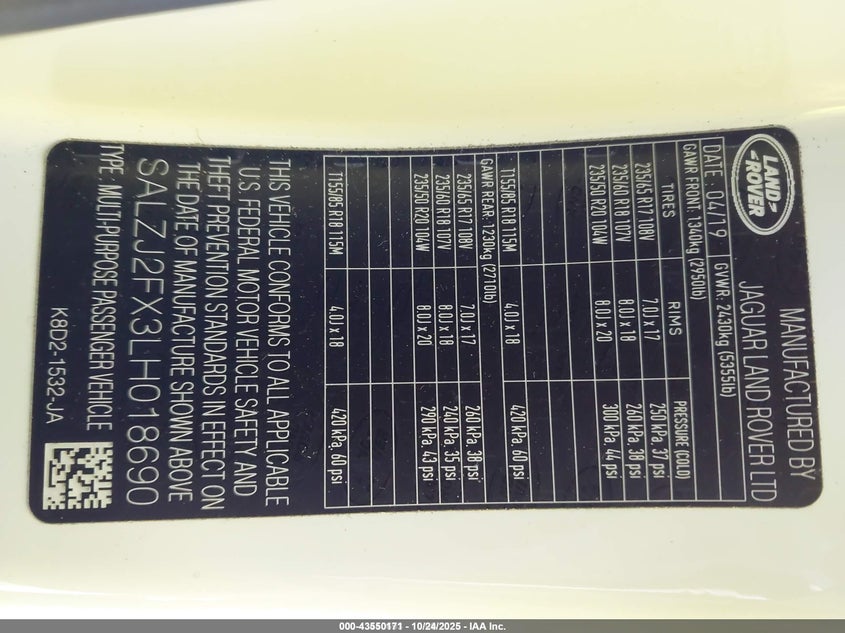 LAND
ROVER
MANUFACTURED BY
JAGUAR LAND ROVER LTD
DATE: 04/19 GVWR: 2430kg (5355lb)
GAWR FRONT: 1340kg (2950lb)
TIRES RIMS PRESSURE (COLD)
235/65 R17 108V 7.0J x 17 250 kPa, 37 psi
235/60 R18 107V 8.0J x 18 260 kPa, 38 psi
235/50 R20 104W 8.0J x 20 300 kPa, 44 psi
T155/85 R18 115M 4.0J x 18 420 kPa, 60 psi
GAWR REAR: 1230kg (2710lb)
235/65 R17 108V 7.0J x 17 260 kPa, 38 psi
235/60 R18 107V 8.0J x 18 240 kPa, 35 psi
235/50 R20 104W 8.0J x 20 290 kPa, 43 psi
T155/85 R18 115M 4.0J x 18 420 kPa, 60 psi
THIS VEHICLE CONFORMS TO ALL APPLICABLE
U.S. FEDERAL MOTOR VEHICLE SAFETY AND
THEFT PREVENTION STANDARDS IN EFFECT ON
THE DATE OF MANUFACTURE SHOWN ABOVE
SALZJ2FX3LH018690
TYPE: MULTI-PURPOSE PASSENGER VEHICLE
K8D2-1532-JA
000-43550171 - 10/24/2025 - IAA Inc.